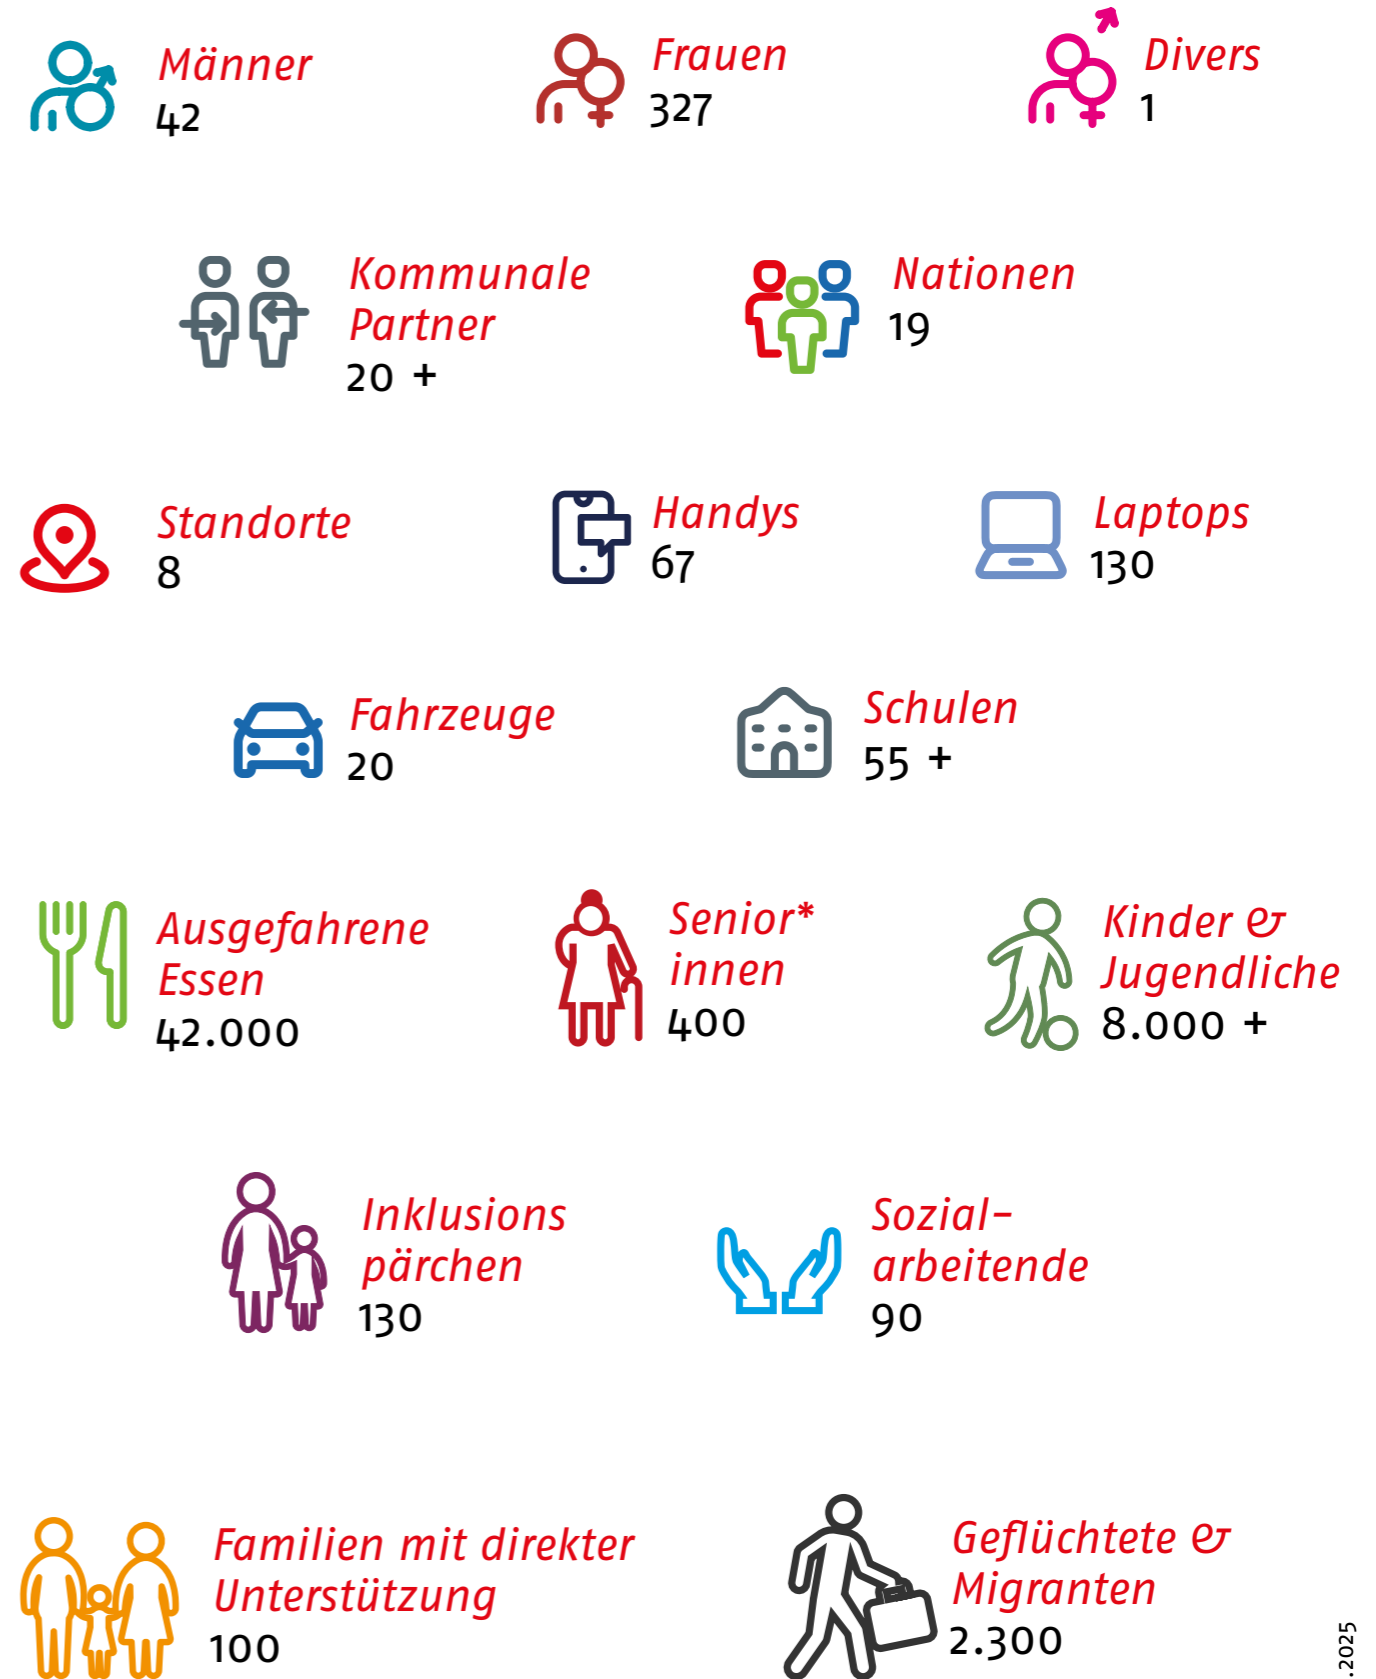 Männer
42
Frauen
327
Divers
1
Kommunale
Partner
20 +
Nationen
19
Standorte
8
Handys
67
Laptops
130
Fahrzeuge
20
Schulen
55 +
Ausgefahrene
Essen
42.000
Senior*
innen
400
Kinder &
Jugendliche
8.000 +
Inklusions
pärchen
130
Sozial-
arbeitende
90
Familien mit direkter
Unterstützung
100
Geflüchtete &
Migranten
2.300
.2025